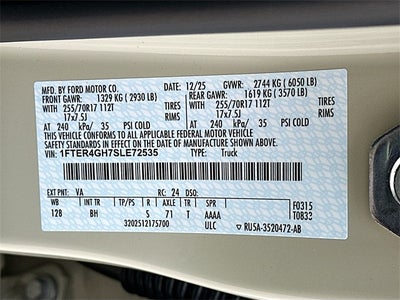 MFD. BY FORD MOTOR CO. 12/25 GVWR: 2744 KG ( 6050 LB)
FRONT GAWR: 1329 KG ( 2930 LB) REAR GAWR: 1619 KG ( 3570 LB)
WITH WITH
255/70R17 112T TIRES 255/70R17 112T TIRES
17x7.5J RIMS 17x7.5J RIMS
AT 240 kPa/ 35 PSI COLD AT 240 kPa/ 35 PSI COLD
THIS VEHICLE CONFORMS TO ALL APPLICABLE FEDERAL MOTOR VEHICLE
SAFETY STANDARDS IN EFFECT ON THE DATE OF MANUFACTURE SHOWN ABOVE.
VIN: 1FTER4GH7SLE72535 TYPE: Truck
EXT PNT: VA RC: 24 DSO:
WB INT TR TP/PS R AXLE TR SPR F0315
128 BH 5 71 T AAAA T0833
3202512175700 ULC RU5A-3520472-AB